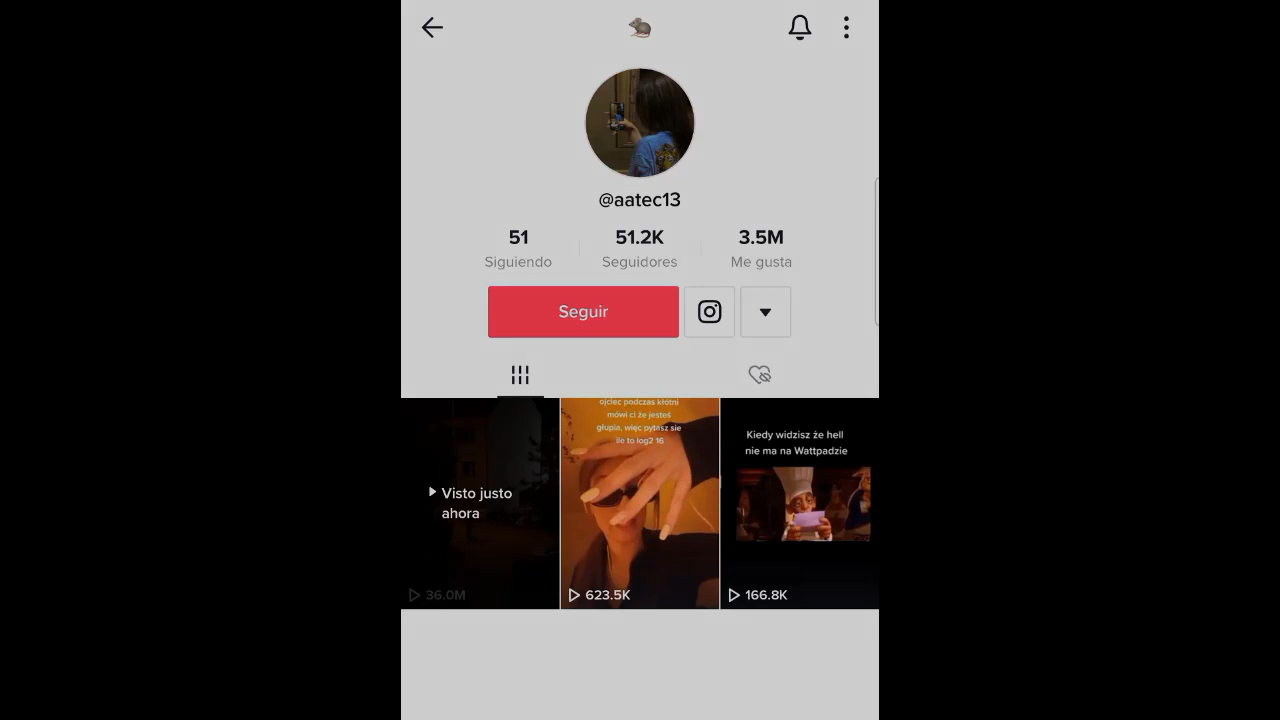 @aatec13
51 51.2K 3.5M
Siguiendo Seguidores Me gusta
Seguir
ojciec podczas kłótni
mówi ci że jesteś
głupia, więc pytasz sie
ile to log2 16
Kiedy widzisz że hell
nie ma na Wattpadzie
Visto justo
ahora
36.0M
623.5K
166.8K